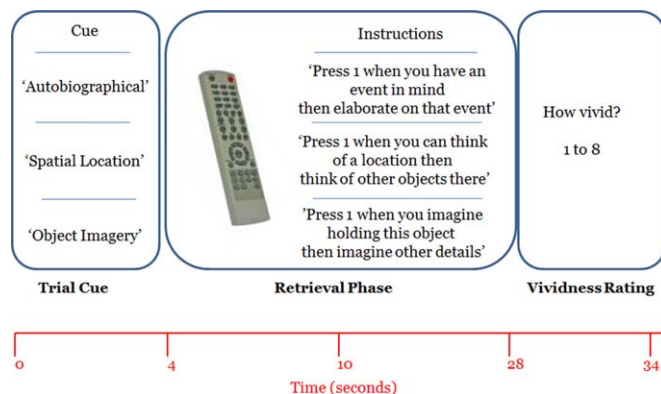 Cue
‘Autobiographical’
‘Spatial Location’
‘Object Imagery’
Instructions
‘Press 1 when you have an
event in mind
then elaborate on that event’
‘Press 1 when you can think
of a location then
think of other objects there’
’Press 1 when you imagine
holding this object
then imagine other details’
How vivid?
1 to 8
Trial Cue
Retrieval Phase
Vividness Rating
0
4
10
28
34
Time (seconds)